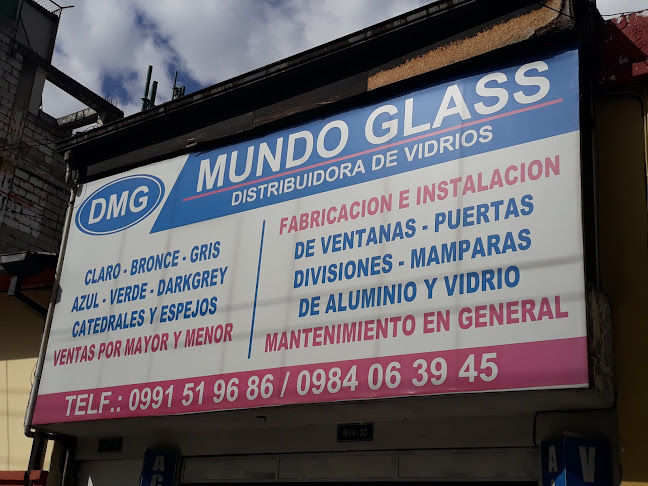 DMG
MUNDO GLASS
DISTRIBUIDORA DE VIDRIOS
CLARO - BRONCE - GRIS
AZUL - VERDE - DARKGREY
CATEDRALES Y ESPEJOS
VENTAS POR MAYOR Y MENOR
FABRICACION E INSTALACION
DE VENTANAS - PUERTAS
DIVISIONES - MAMPARAS
DE ALUMINIO Y VIDRIO
MANTENIMIENTO EN GENERAL
TELF.: 0991 51 96 86 / 0984 06 39 45